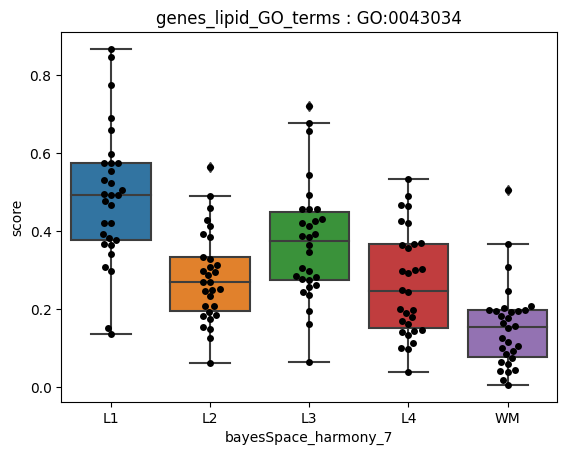 genes_lipid_GO_terms : GO:0043034
score
0.8
0.6
0.4
0.2
0.0
L1 L2 L3 L4 WM
bayesSpace_harmony_7